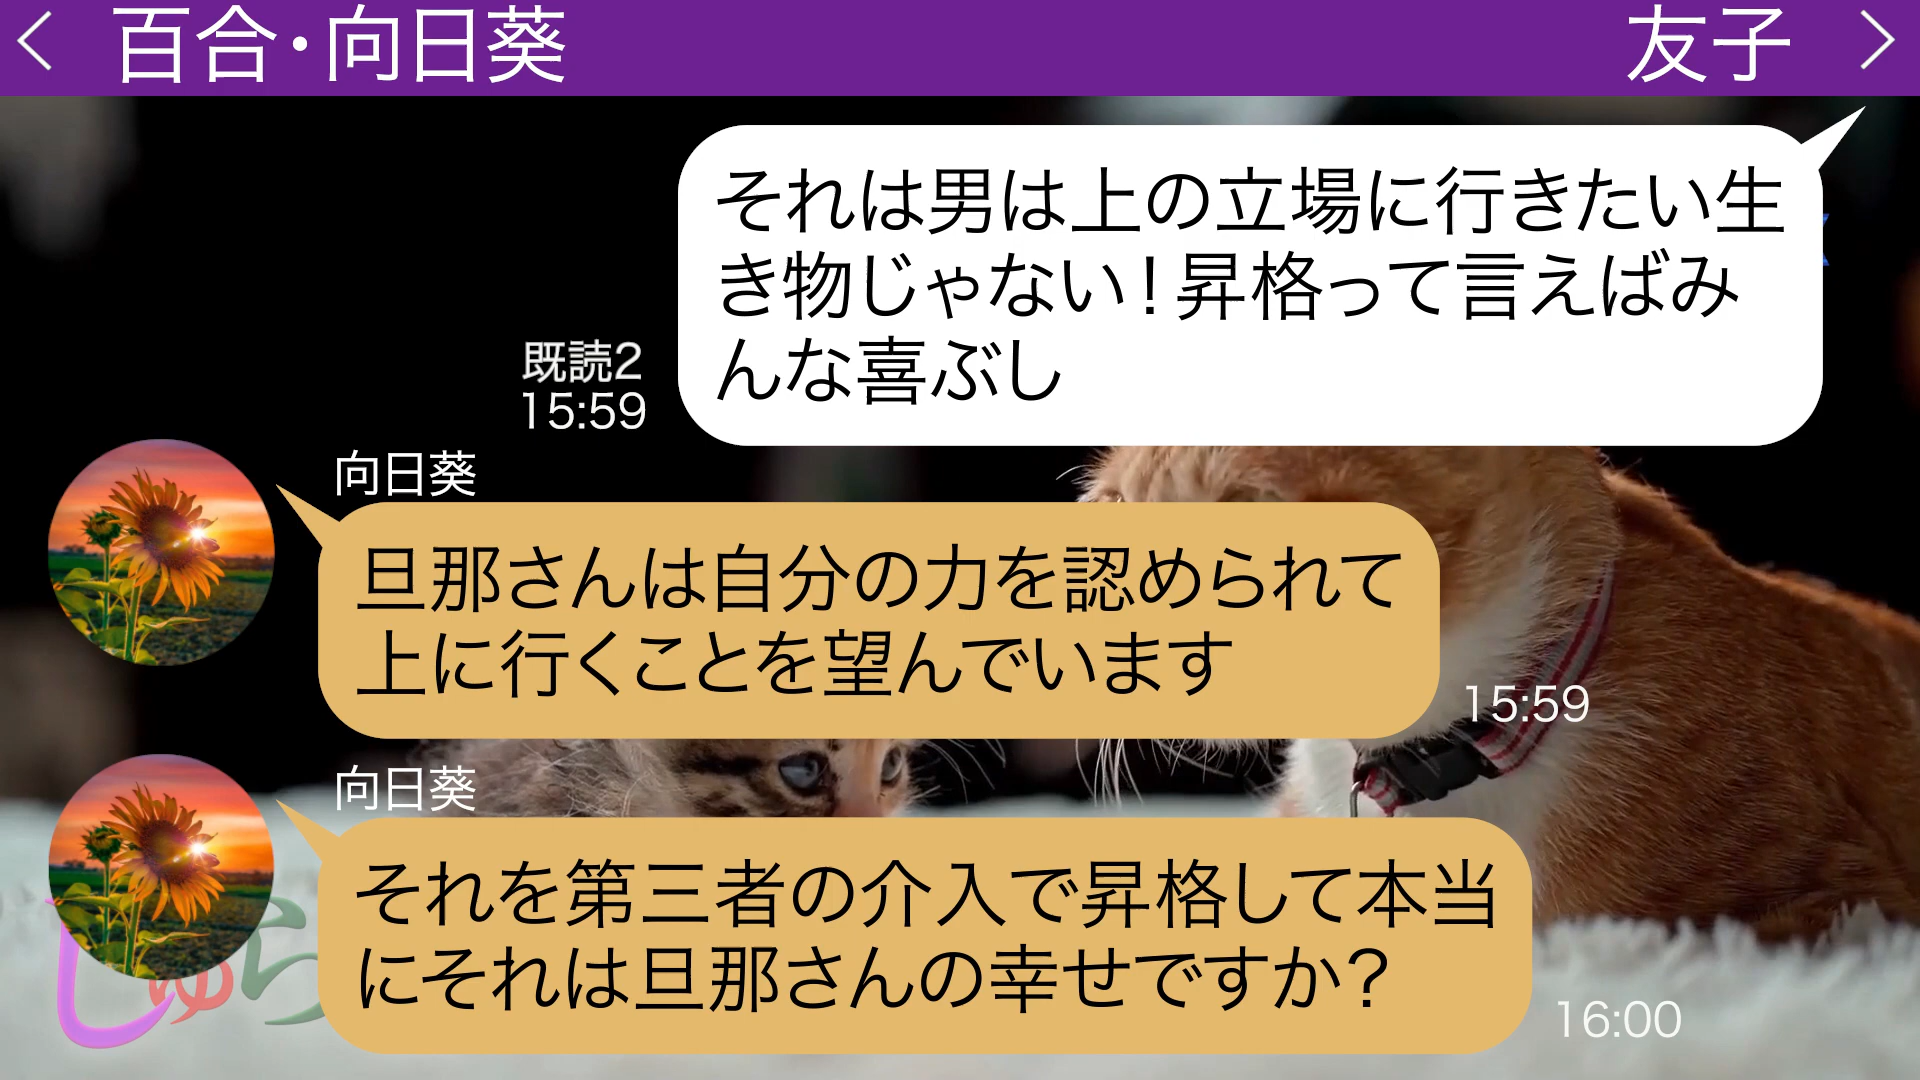 百合・向日葵
友子
それは男は上の立場に行きたい生
き物じゃない!昇格って言えばみ
んな喜ぶし
既読2
15:59
向日葵
旦那さんは自分の力を認められて
上に行くことを望んでいます
15:59
向日葵
それを第三者の介入で昇格して本当
にそれは旦那さんの幸せですか?
16:00
しゅら